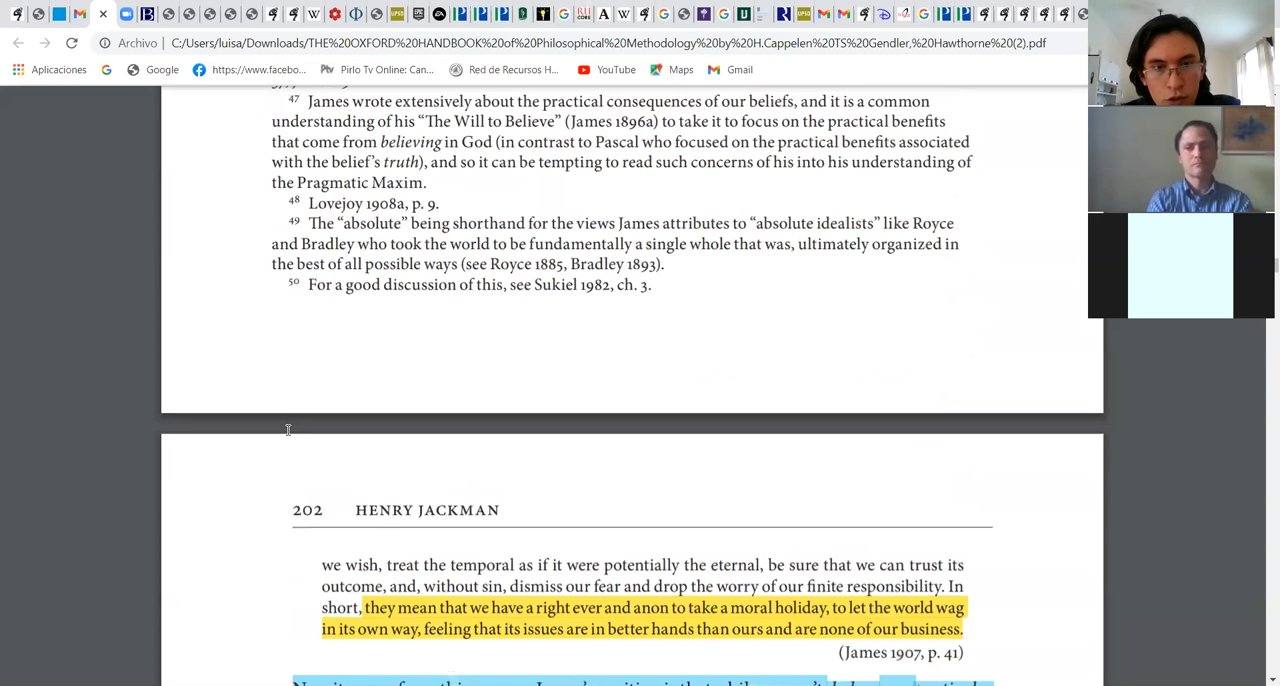 Archivo
C:/Users/luisa/Downloads/THE%20OXFORD%20HANDBOOK%20of%20Philosophical%20Methodology%20by%20H.Cappelen%20TS%20Gendler,%20Hawthorne%20(2).pdf
Aplicaciones
Google
https://www.facebo...
Pirlo Tv Online: Can...
Red de Recursos H...
YouTube
Maps
Gmail
47 James wrote extensively about the practical consequences of our beliefs, and it is a common
understanding of his “The Will to Believe” (James 1896a) to take it to focus on the practical benefits
that come from believing in God (in contrast to Pascal who focused on the practical benefits associated
with the belief’s truth), and so it can be tempting to read such concerns of his into his understanding of
the Pragmatic Maxim.
48 Lovejoy 1908a, p. 9.
49 The “absolute” being shorthand for the views James attributes to “absolute idealists” like Royce
and Bradley who took the world to be fundamentally a single whole that was, ultimately organized in
the best of all possible ways (see Royce 1885, Bradley 1893).
50 For a good discussion of this, see Sukiel 1982, ch. 3.
202 HENRY JACKMAN
we wish, treat the temporal as if it were potentially the eternal, be sure that we can trust its
outcome, and, without sin, dismiss our fear and drop the worry of our finite responsibility. In
short, they mean that we have a right ever and anon to take a moral holiday, to let the world wag
in its own way, feeling that its issues are in better hands than ours and are none of our business.
(James 1907, p. 41)